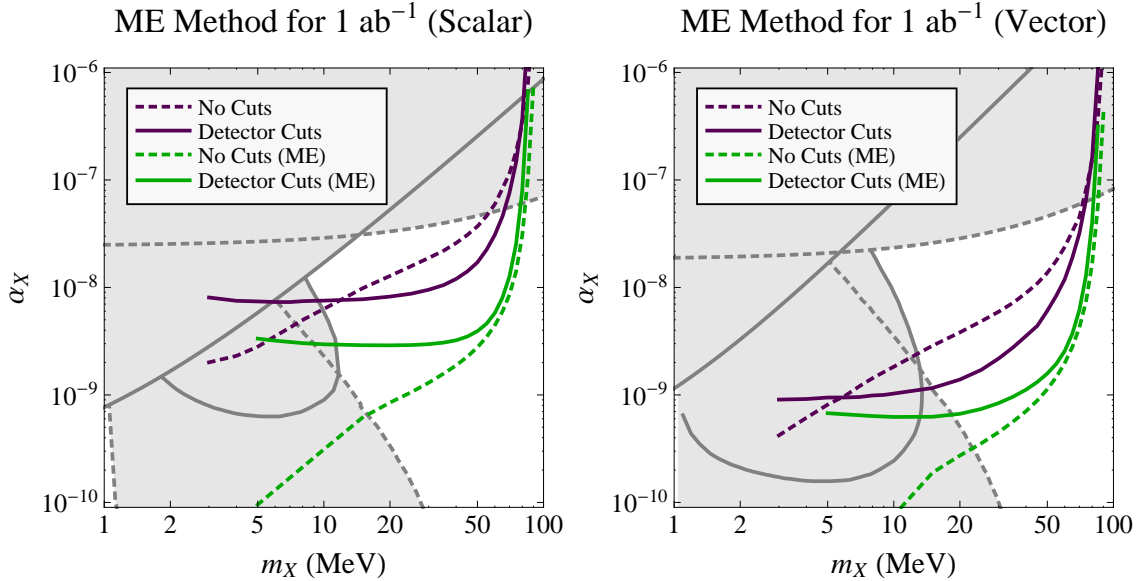 ME Method for 1 ab⁻¹ (Scalar)
10⁻⁶
10⁻⁷
10⁻⁸
10⁻⁹
10⁻¹⁰
α_X
No Cuts
Detector Cuts
No Cuts (ME)
Detector Cuts (ME)
1 2 5 10 20 50 100
m_X (MeV)
ME Method for 1 ab⁻¹ (Vector)
10⁻⁶
10⁻⁷
10⁻⁸
10⁻⁹
10⁻¹⁰
α_X
No Cuts
Detector Cuts
No Cuts (ME)
Detector Cuts (ME)
1 2 5 10 20 50 100
m_X (MeV)